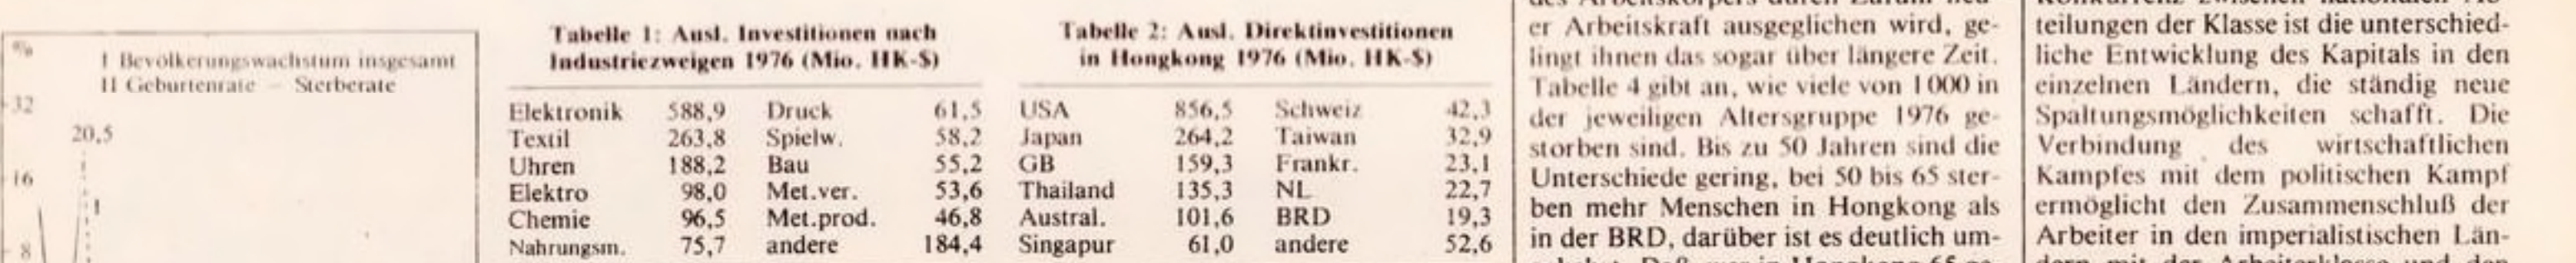 %
I Bevölkerungswachstum insgesamt
II Geburtenrate — Sterberate
32
20,5
16
I
8
Tabelle 1: Ausl. Investitionen nach
Industriezweigen 1976 (Mio. HK-$)
Elektronik 588,9 Druck 61,5
Textil 263,8 Spielw. 58,2
Uhren 188,2 Bau 55,2
Elektro 98,0 Met.ver. 53,6
Chemie 96,5 Met.prod. 46,8
Nahrungsm. 75,7 andere 184,4
Tabelle 2: Ausl. Direktinvestitionen
in Hongkong 1976 (Mio. HK-$)
USA 856,5 Schweiz 42,3
Japan 264,2 Taiwan 32,9
GB 159,3 Frankr. 23,1
Thailand 135,3 NL 22,7
Austral. 101,6 BRD 19,3
Singapur 61,0 andere 52,6
er Arbeitskraft ausgeglichen wird, ge-
lingt ihnen das sogar über längere Zeit.
Tabelle 4 gibt an, wie viele von 1000 in
der jeweiligen Altersgruppe 1976 ge-
storben sind. Bis zu 50 Jahren sind die
Unterschiede gering, bei 50 bis 65 ster-
ben mehr Menschen in Hongkong als
in der BRD, darüber ist es deutlich um-
teilungen der Klasse ist die unterschied-
liche Entwicklung des Kapitals in den
einzelnen Ländern, die ständig neue
Spaltungsmöglichkeiten schafft. Die
Verbindung des wirtschaftlichen
Kampfes mit dem politischen Kampf
ermöglicht den Zusammenschluß der
Arbeiter in den imperialistischen Län-